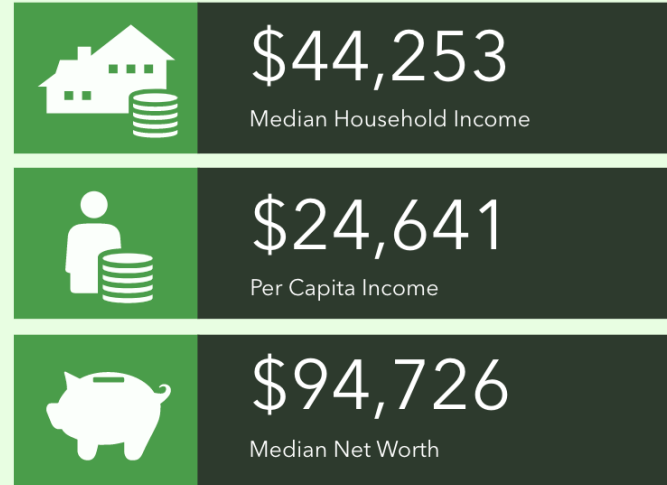 $44,253
Median Household Income
$24,641
Per Capita Income
$94,726
Median Net Worth